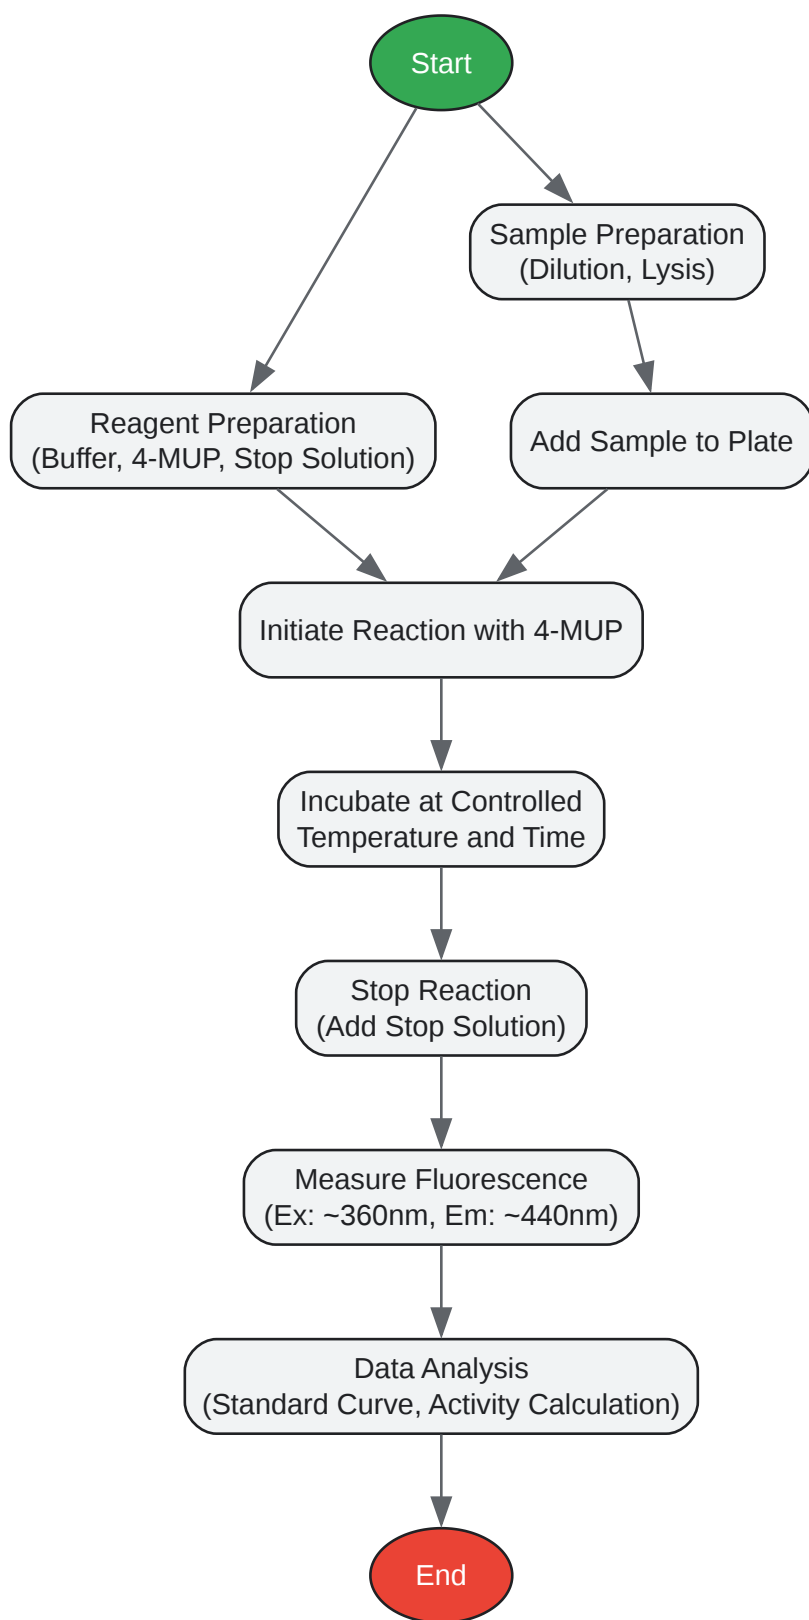 Start
Sample Preparation
(Dilution, Lysis)
Reagent Preparation
(Buffer, 4-MUP, Stop Solution)
Add Sample to Plate
Initiate Reaction with 4-MUP
Incubate at Controlled
Temperature and Time
Stop Reaction
(Add Stop Solution)
Measure Fluorescence
(Ex: ~360nm, Em: ~440nm)
Data Analysis
(Standard Curve, Activity Calculation)
End